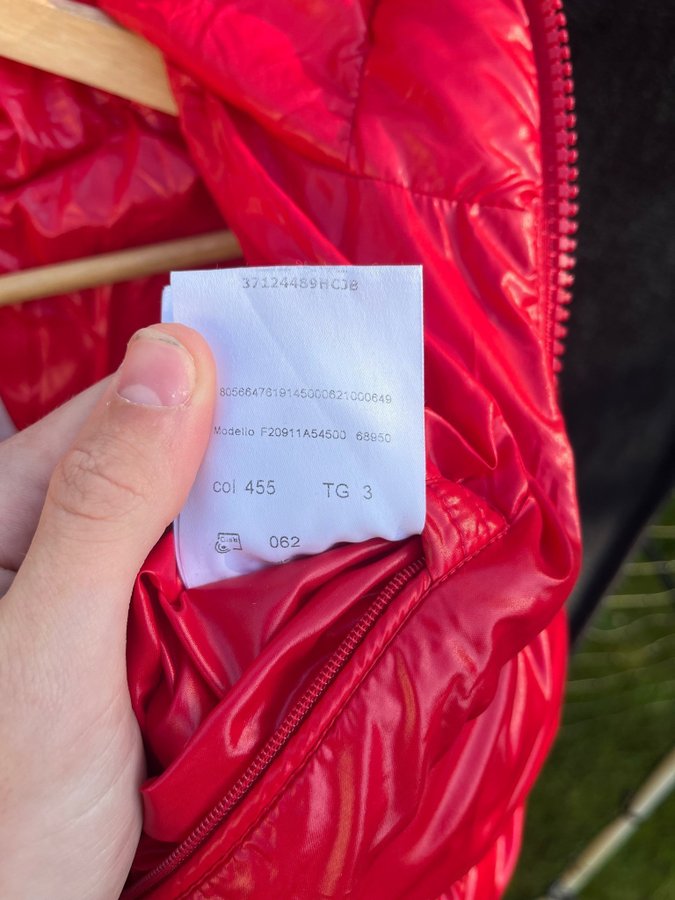 37124489HCJB
8056647619145000621000649
Modello F20911A54500 68950
col 455 TG 3
062